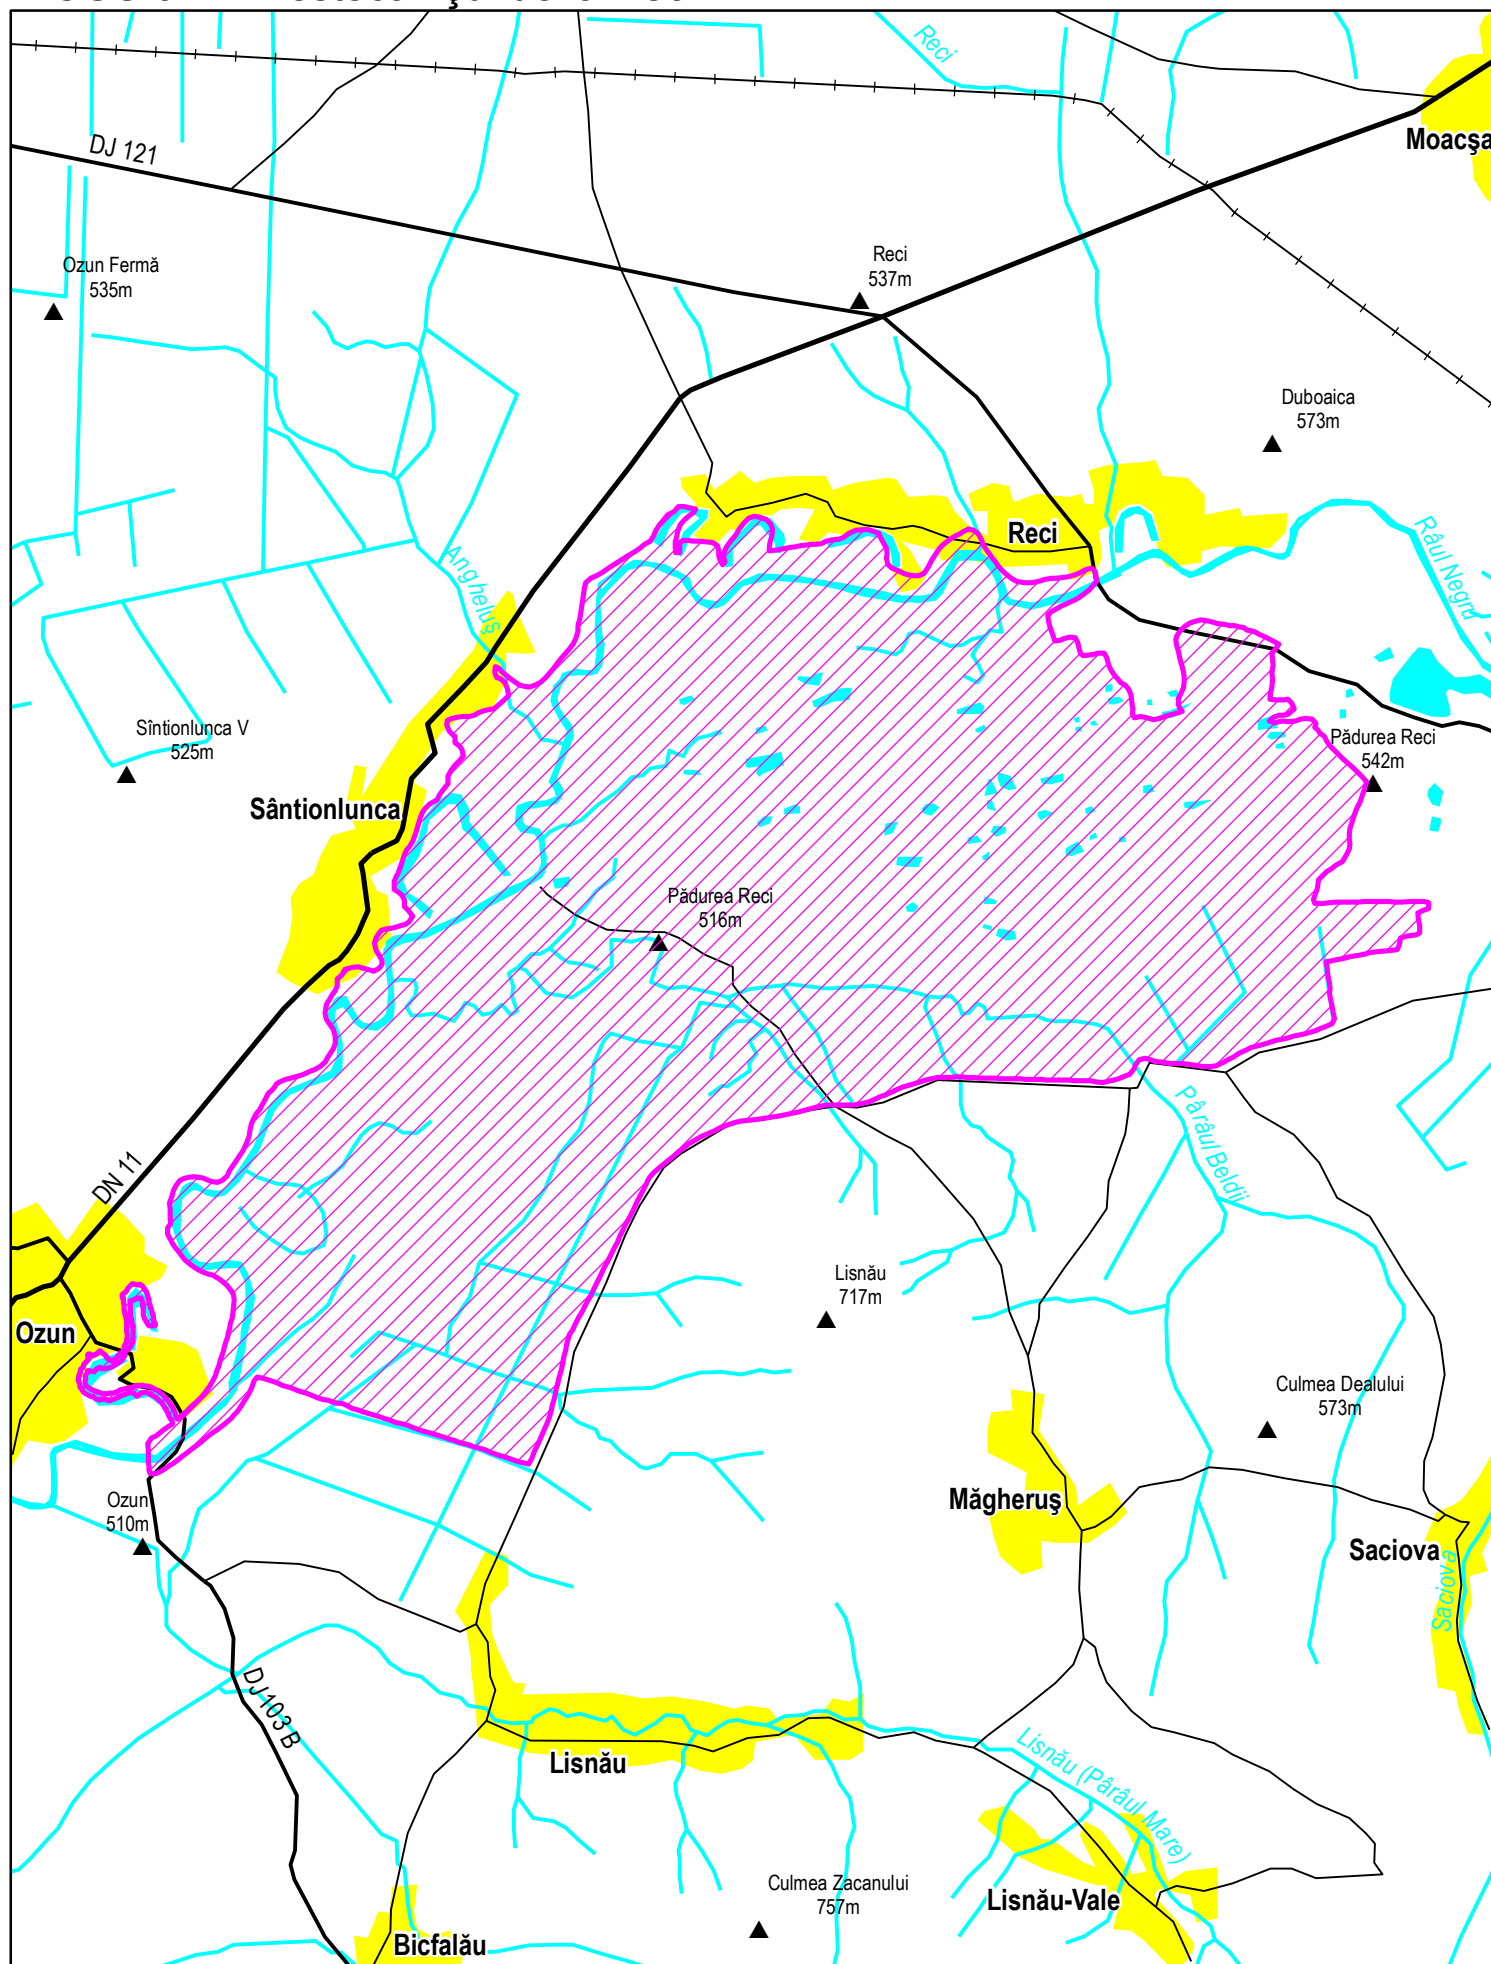 Reci
Moacşa
DJ 121
Ozun Fermă
535m
Reci
537m
Duboaica
573m
Reci
Râul Negru
Angheluş
Sîntionlunca V
525m
Pădurea Reci
542m
Sântionlunca
Pădurea Reci
516m
Pârâul Beldii
DN 11
Lisnău
717m
Ozun
Culmea Dealului
573m
Măgheruş
Ozun
510m
Saciova
Saciova
DJ103 B
Lisnău
Lisnău (Pârâul Mare)
Culmea Zacanului
757m
Lisnău-Vale
Bicfalău